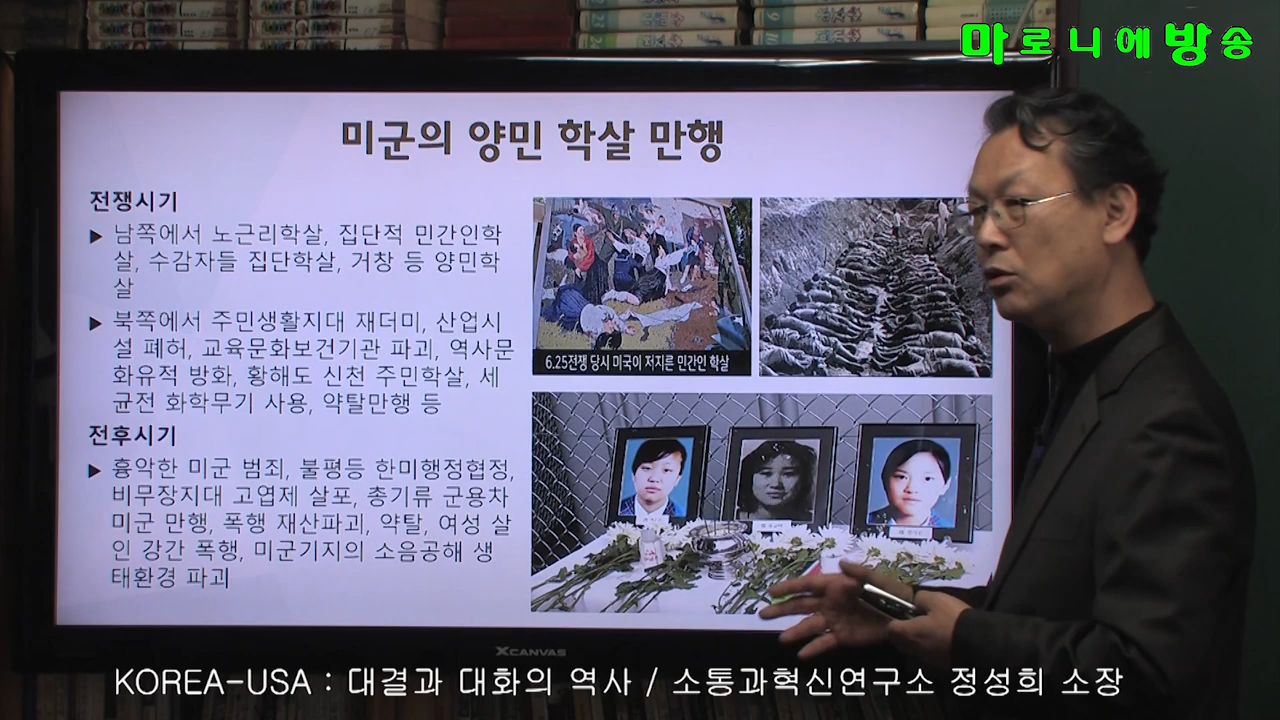 마로니에방송
미군의 양민 학살 만행
전쟁시기
▶ 남쪽에서 노근리학살, 집단적 민간인학
살, 수감자들 집단학살, 거창 등 양민학
살
▶ 북쪽에서 주민생활지대 재더미, 산업시
설 폐허, 교육문화보건기관 파괴, 역사문
화유적 방화, 황해도 신천 주민학살, 세
균전 화학무기 사용, 약탈만행 등
전후시기
▶ 흉악한 미군 범죄, 불평등 한미행정협정,
비무장지대 고엽제 살포, 총기류 군용차
미군 만행, 폭행 재산파괴, 약탈, 여성 살
인 강간 폭행, 미군기지의 소음공해 생
태환경 파괴
6.25전쟁 당시 미국이 저지른 민간인 학살
XCANVAS
KOREA-USA : 대결과 대화의 역사 / 소통과혁신연구소 정성희 소장